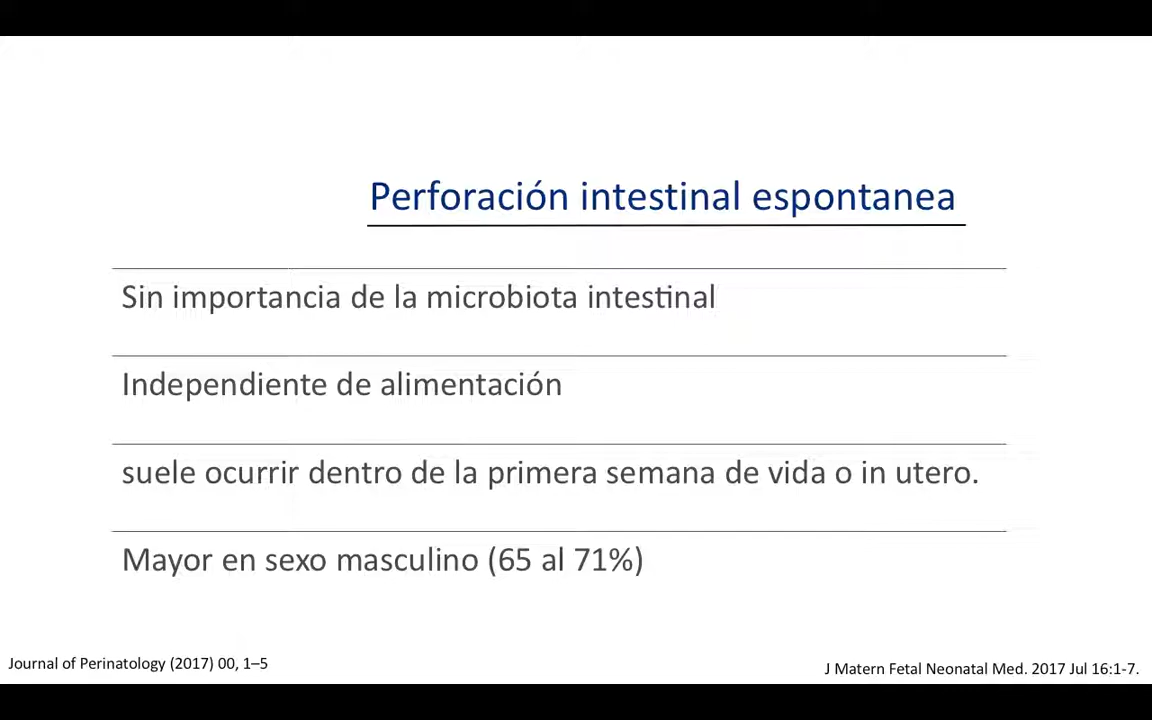 Perforación intestinal espontanea
Sin importancia de la microbiota intestinal
Independiente de alimentación
suele ocurrir dentro de la primera semana de vida o in utero.
Mayor en sexo masculino (65 al 71%)
Journal of Perinatology (2017) 00, 1–5
J Matern Fetal Neonatal Med. 2017 Jul 16:1-7.